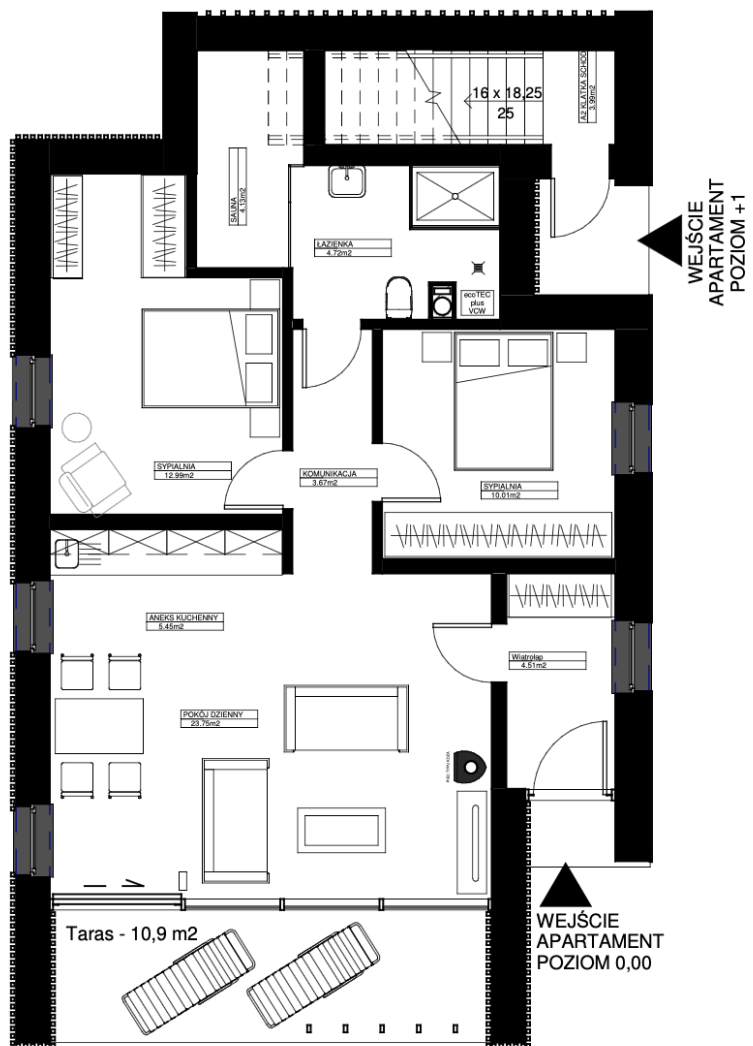 16 x 18,25
25
A2 KLATKA SCHOD
3.99m2
WEJŚCIE
APARTAMENT
POZIOM +1
SAUNA
4.13m2
ŁAZIENKA
4.72m2
ecoTEC
plus
VCW
SYPIALNIA
12.99m2
KOMUNIKACJA
3.67m2
SYPIALNIA
10.01m2
ANEKS KUCHENNY
5.45m2
Wiatrołap
4.51m2
POKÓJ DZIENNY
23.75m2
Taras - 10,9 m2
WEJŚCIE
APARTAMENT
POZIOM 0,00